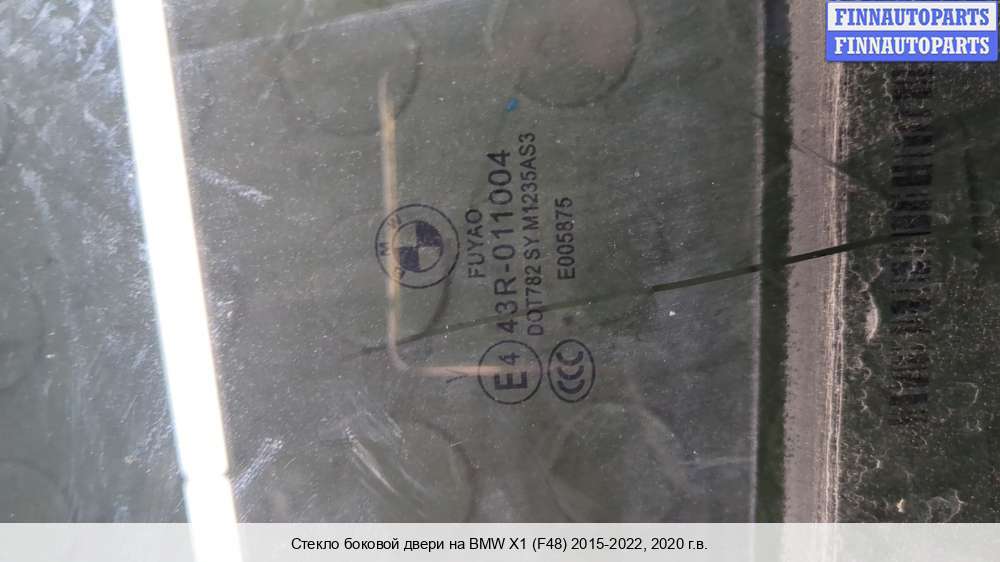 FINNAUTOPARTS
FINNAUTOPARTS
BMW
FUYAO
E4 43R-011004
DOT782 SY M1235AS3
CCC E005875
Стекло боковой двери на BMW X1 (F48) 2015-2022, 2020 г.в.